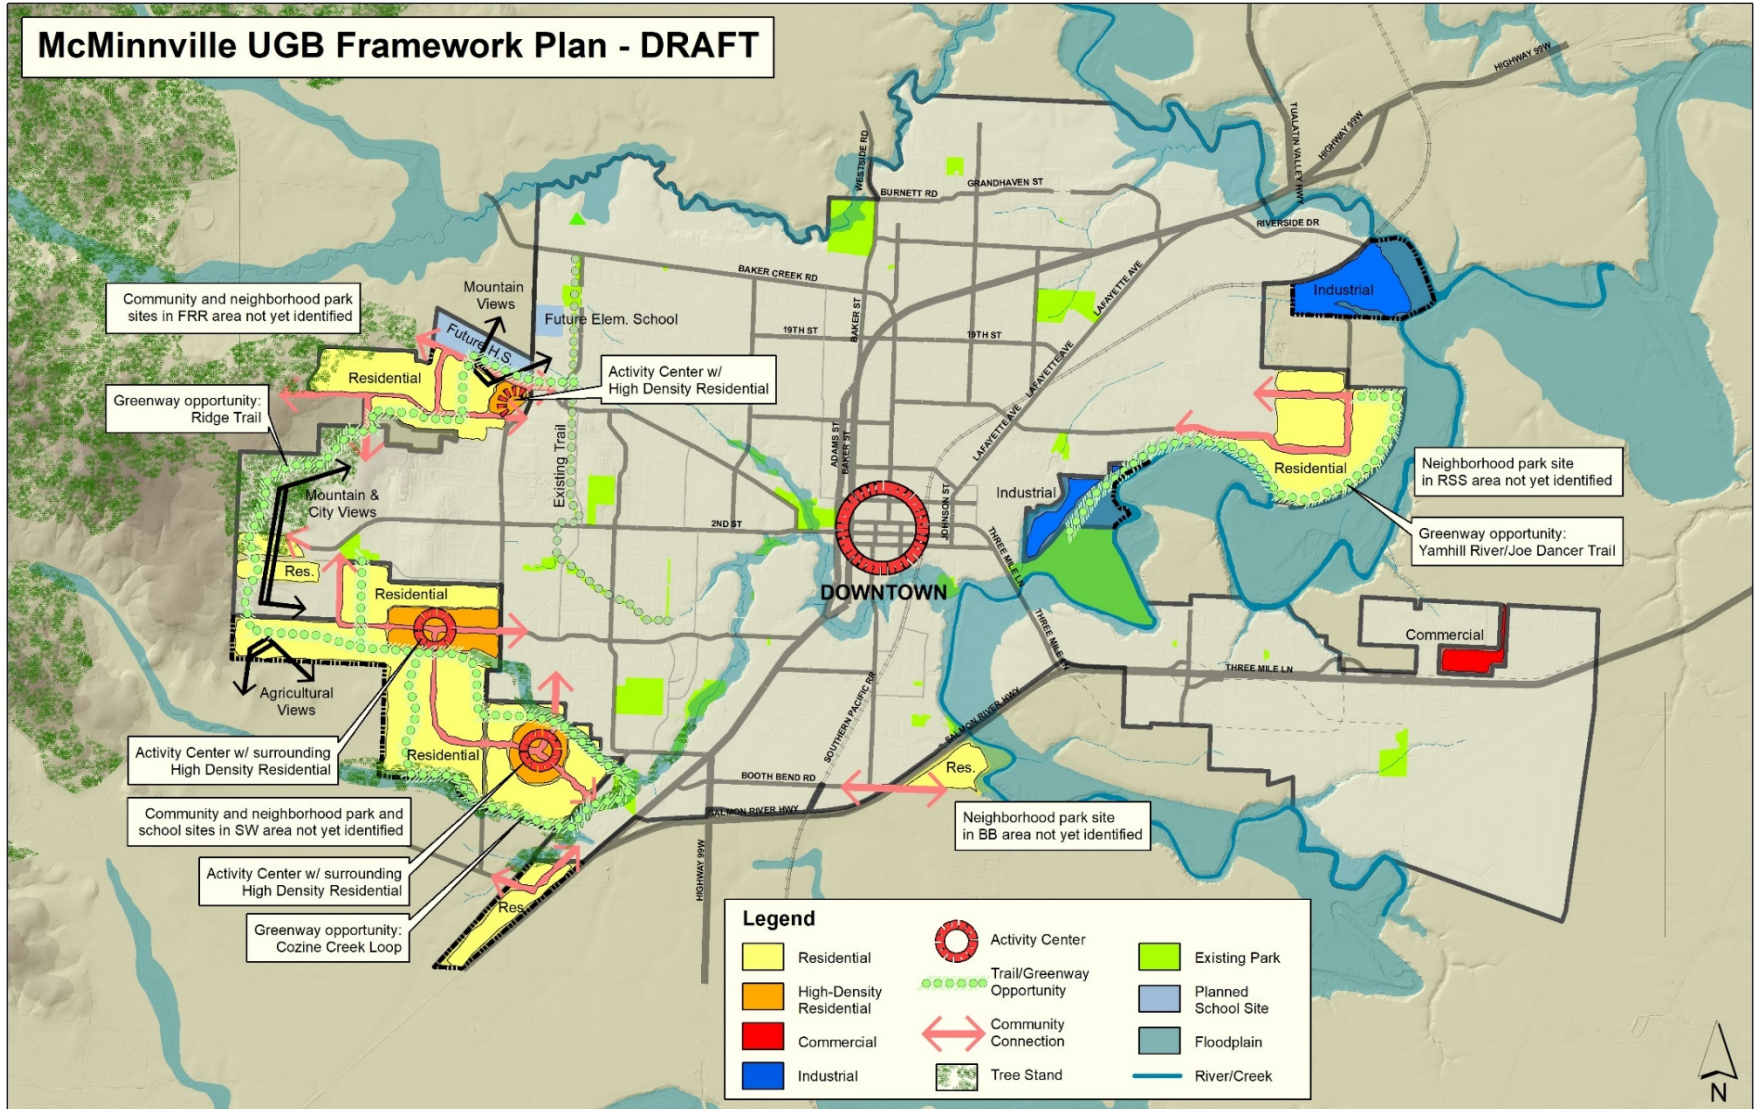 McMinnville UGB Framework Plan - DRAFT
HIGHWAY 99W
TUALATIN VALLEY HWY
HIGHWAY 99W
WESTSIDE RD
BURNETT RD
GRANDHAVEN ST
RIVERSIDE DR
BAKER CREEK RD
LAFAYETTE AVE
Industrial
Mountain
Views
Community and neighborhood park
sites in FRR area not yet identified
Future H.S.
Future Elem. School
19TH ST
19TH ST
BAKER ST
LAFAYETTE AVE
Residential
Activity Center w/
High Density Residential
Greenway opportunity:
Ridge Trail
Existing Trail
ADAMS ST
BAKER ST
LAFAYETTE AVE
Residential
Neighborhood park site
in RSS area not yet identified
Mountain &
City Views
Industrial
JOHNSON ST
2ND ST
Greenway opportunity:
Yamhill River/Joe Dancer Trail
THREE MILE LN
Res.
Residential
DOWNTOWN
THREE MILE LN
Commercial
THREE MILE LN
Agricultural
Views
SOUTHERN PACIFIC RR
SALMON RIVER HWY
Activity Center w/ surrounding
High Density Residential
Residential
Res.
BOOTH BEND RD
SALMON RIVER HWY
Community and neighborhood park and
school sites in SW area not yet identified
Neighborhood park site
in BB area not yet identified
HIGHWAY 99W
Activity Center w/ surrounding
High Density Residential
Res.
Greenway opportunity:
Cozine Creek Loop
Legend
Residential
High-Density
Residential
Commercial
Industrial
Activity Center
Trail/Greenway
Opportunity
Community
Connection
Tree Stand
Existing Park
Planned
School Site
Floodplain
River/Creek
N